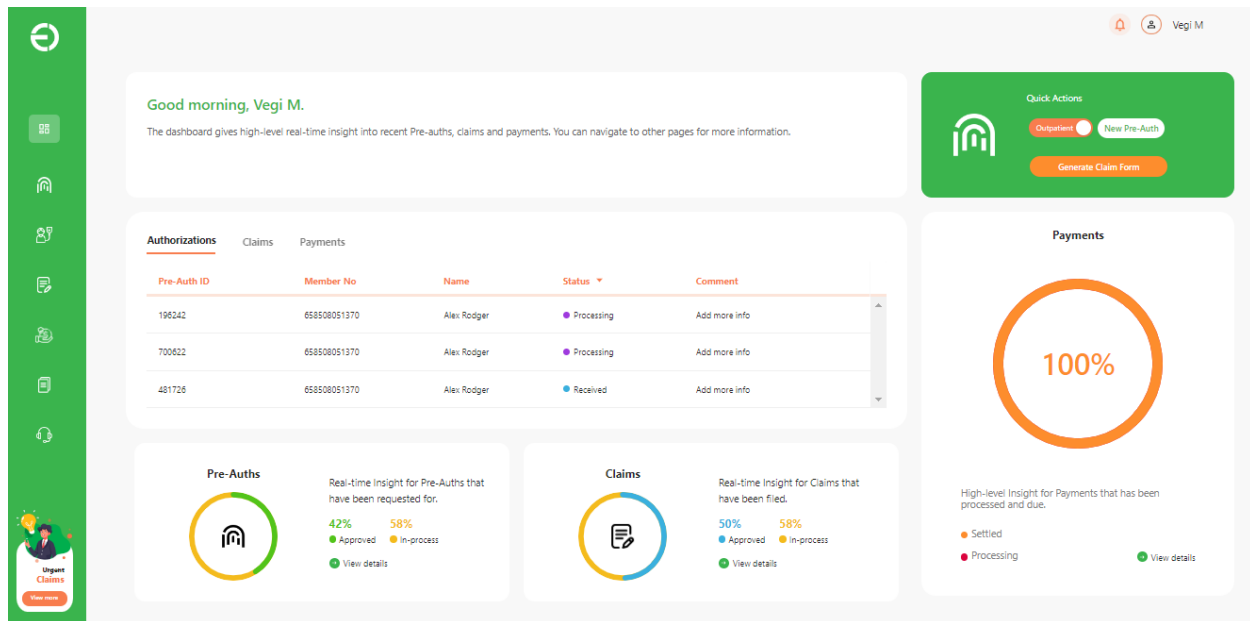 Vegi M
Good morning, Vegi M.
The dashboard gives high-level real-time insight into recent Pre-auths, claims and payments. You can navigate to other pages for more information.
Quick Actions
Outpatient New Pre-Auth
Generate Claim Form
Authorizations Claims Payments
Pre-Auth ID Member No Name Status Comment
196242 658508051370 Alex Rodger Processing Add more info
700622 658508051370 Alex Rodger Processing Add more info
481726 658508051370 Alex Rodger Received Add more info
Payments
100%
High-level Insight for Payments that has been
processed and due.
Settled
Processing
View details
Pre-Auths
Real-time Insight for Pre-Auths that
have been requested for.
42% 58%
Approved In-process
View details
Claims
Real-time Insight for Claims that
have been filed.
50% 58%
Approved In-process
View details
Urgent
Claims
View more